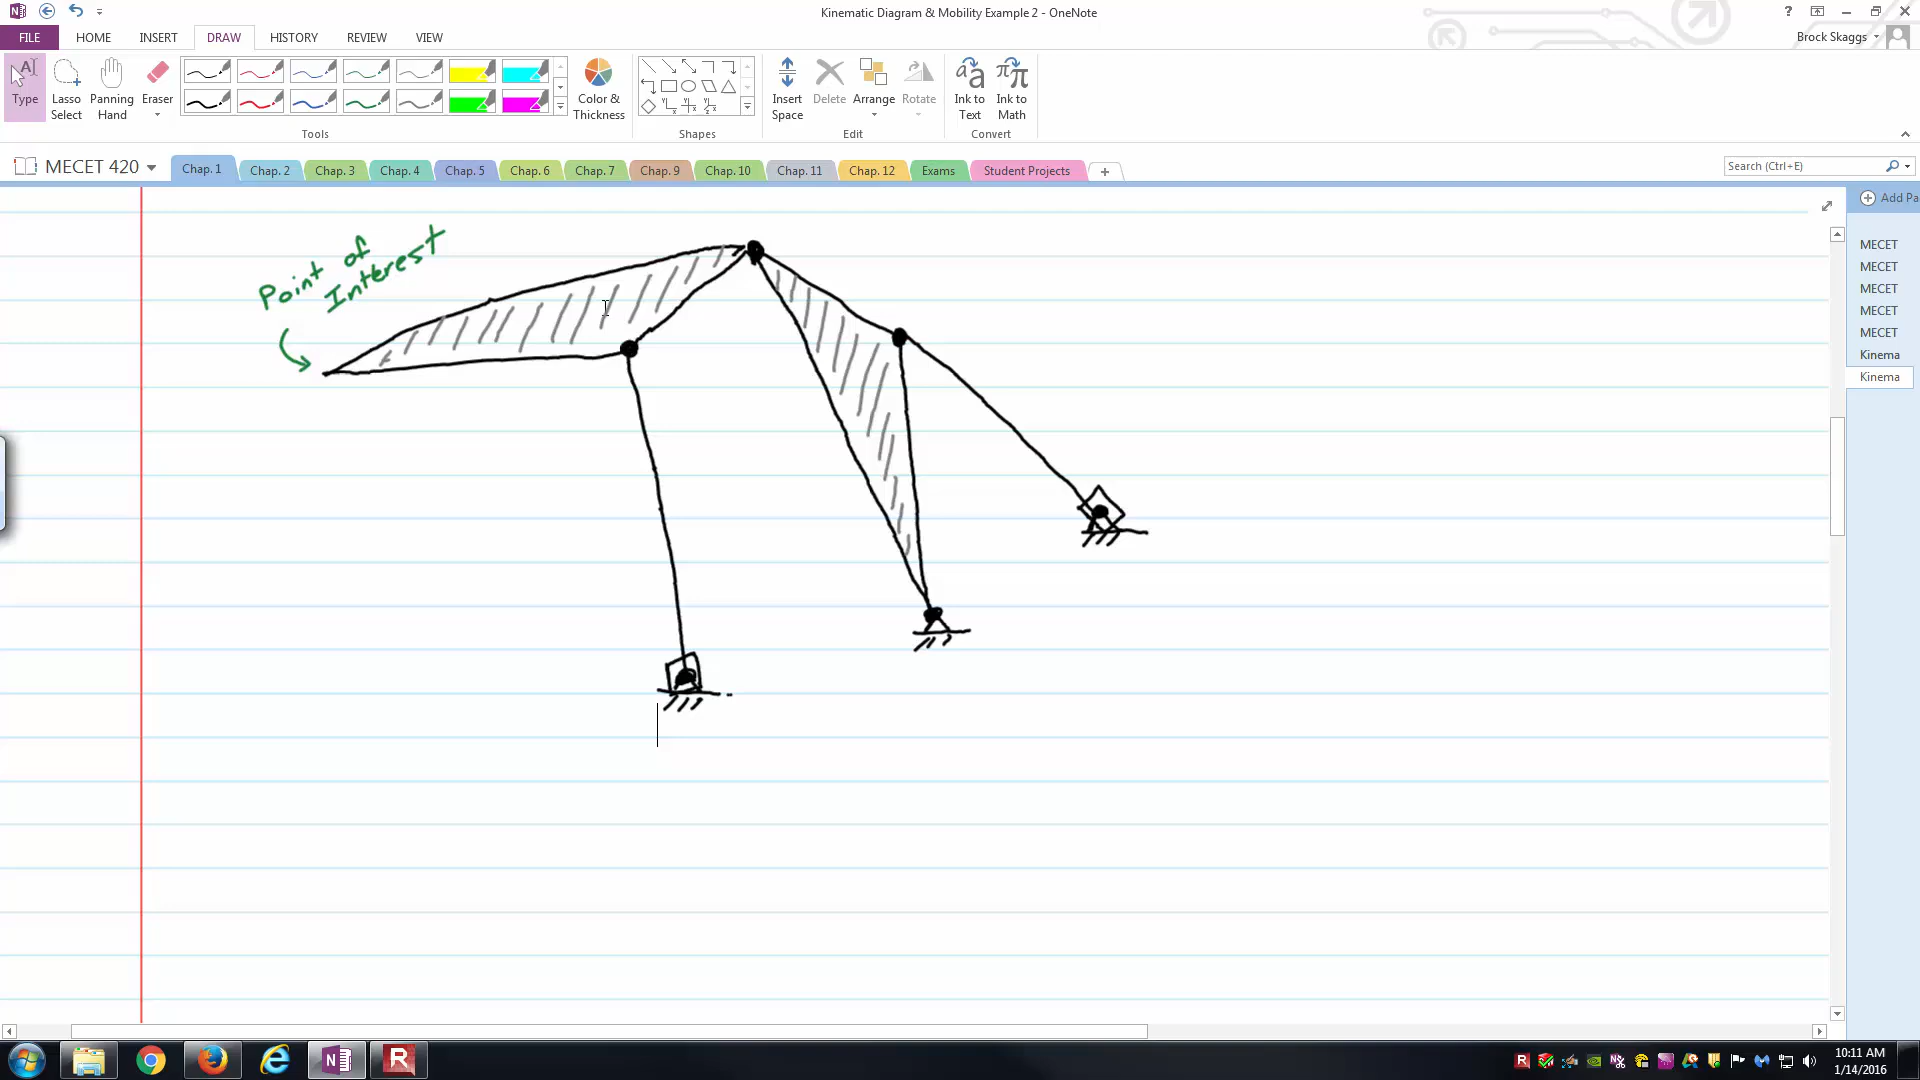 Kinematic Diagram & Mobility Example 2 - OneNote
?
Brock Skaggs
FILE HOME INSERT DRAW HISTORY REVIEW VIEW
Type
Lasso Select
Panning Hand
Eraser
Color & Thickness
Insert Space
Delete
Arrange
Rotate
Ink to Text
Ink to Math
Tools
Shapes
Edit
Convert
MECET 420
Chap. 1 Chap. 2 Chap. 3 Chap. 4 Chap. 5 Chap. 6 Chap. 7 Chap. 9 Chap. 10 Chap. 11 Chap. 12 Exams Student Projects
Search (Ctrl+E)
Add Pa
MECET
MECET
MECET
MECET
MECET
Kinema
Kinema
Point of
Interest
10:11 AM
1/14/2016